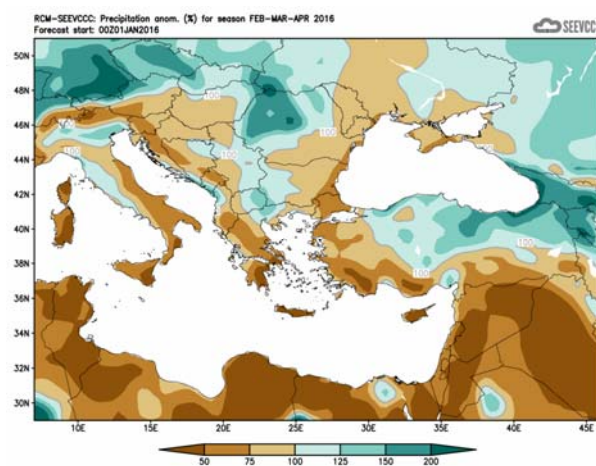 RCM-SEEVCCC: Precipitation anom. (%) for season FEB-MAR-APR 2016
Forecast start: 00Z01JAN2016
SEEVCC
50N
48N
46N
44N
42N
40N
38N
36N
34N
32N
30N
100
100
100
100
100
100
100
10E 15E 20E 25E 30E 35E 40E 45E
50 75 100 125 150 200